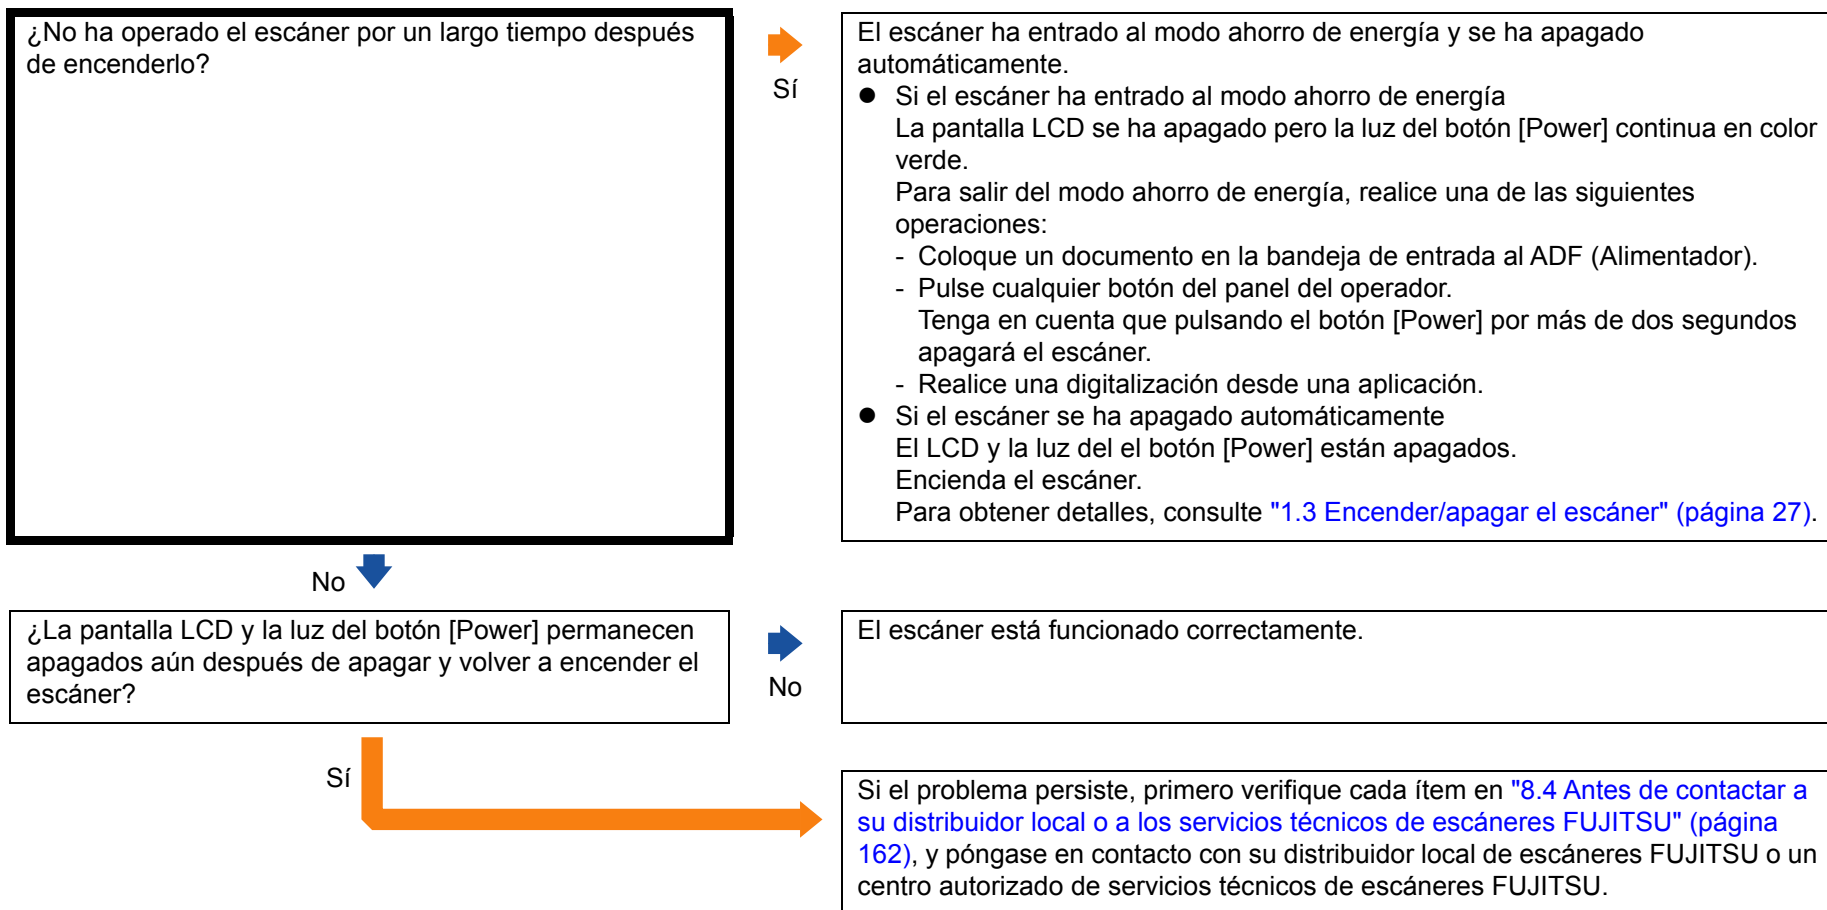 ¿No ha operado el escáner por un largo tiempo después
de encenderlo?
Sí
El escáner ha entrado al modo ahorro de energía y se ha apagado
automáticamente.
● Si el escáner ha entrado al modo ahorro de energía
La pantalla LCD se ha apagado pero la luz del botón [Power] continua en color
verde.
Para salir del modo ahorro de energía, realice una de las siguientes
operaciones:
- Coloque un documento en la bandeja de entrada al ADF (Alimentador).
- Pulse cualquier botón del panel del operador.
Tenga en cuenta que pulsando el botón [Power] por más de dos segundos
apagará el escáner.
- Realice una digitalización desde una aplicación.
● Si el escáner se ha apagado automáticamente
El LCD y la luz del el botón [Power] están apagados.
Encienda el escáner.
Para obtener detalles, consulte "1.3 Encender/apagar el escáner" (página 27).
No
¿La pantalla LCD y la luz del botón [Power] permanecen
apagados aún después de apagar y volver a encender el
escáner?
No
El escáner está funcionado correctamente.
Sí
Si el problema persiste, primero verifique cada ítem en "8.4 Antes de contactar a
su distribuidor local o a los servicios técnicos de escáneres FUJITSU" (página
162), y póngase en contacto con su distribuidor local de escáneres FUJITSU o un
centro autorizado de servicios técnicos de escáneres FUJITSU.